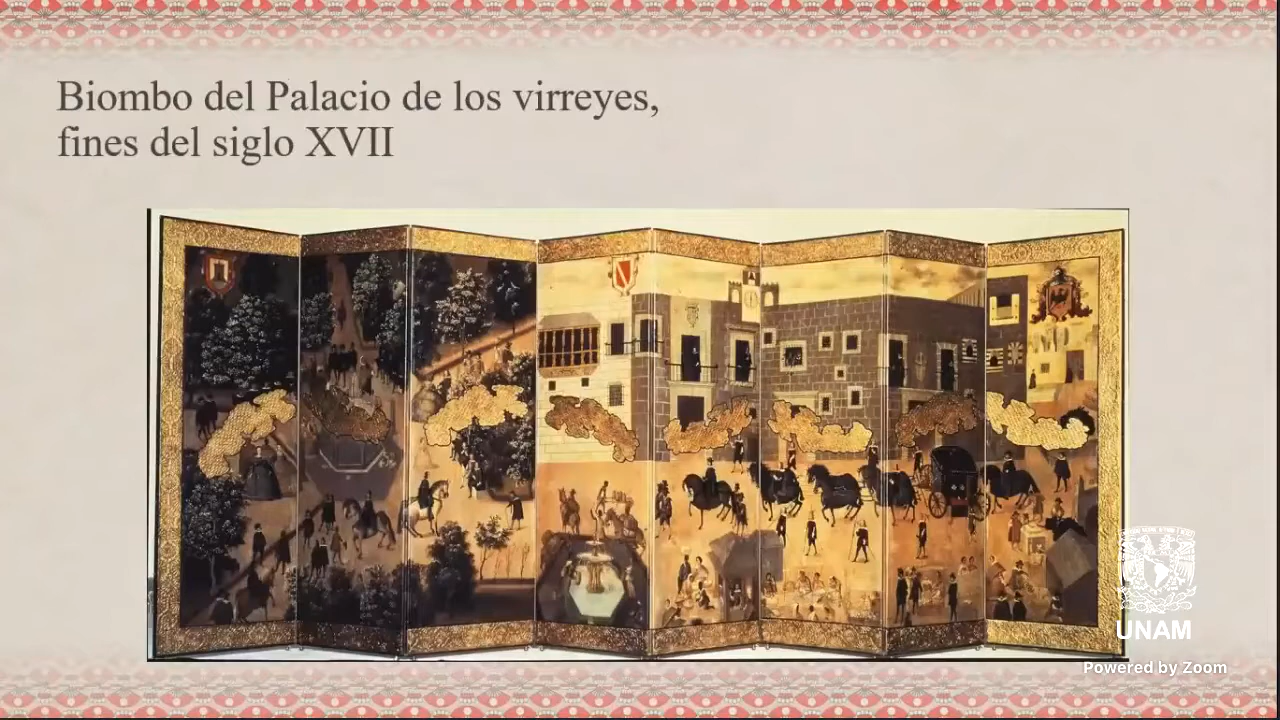 Biombo del Palacio de los virreyes,
fines del siglo XVII
UNAM
Powered by Zoom